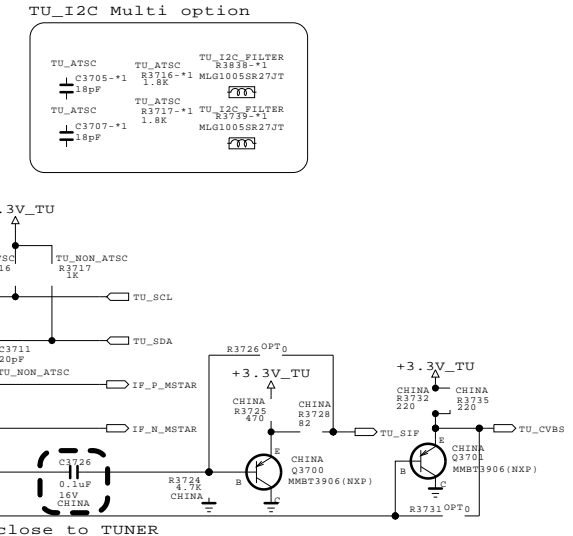 TU_I2C Multi option
TU_ATSC
C3705-*1
18pF
TU_ATSC
R3716-*1
1.8K
TU_I2C_FILTER
R3838-*1
MLG1005SR27JT
TU_ATSC
C3707-*1
18pF
TU_ATSC
R3717-*1
1.8K
TU_I2C_FILTER
R3739-*1
MLG1005SR27JT
.3V_TU
SC
16
TU_NON_ATSC
R3717
1K
TU_SCL
TU_SDA
C3711
20pF
TU_NON_ATSC
IF_P_MSTAR
IF_N_MSTAR
R3726
OPT
0
+3.3V_TU
CHINA
R3725
470
CHINA
R3728
82
TU_SIF
E
B
C
CHINA
Q3700
MMBT3906(NXP)
R3724
4.7K
CHINA
C3726
0.1uF
16V
CHINA
+3.3V_TU
CHINA
R3732
220
CHINA
R3735
220
TU_CVBS
E
B
C
CHINA
Q3701
MMBT3906(NXP)
R3731
OPT
0
close to TUNER